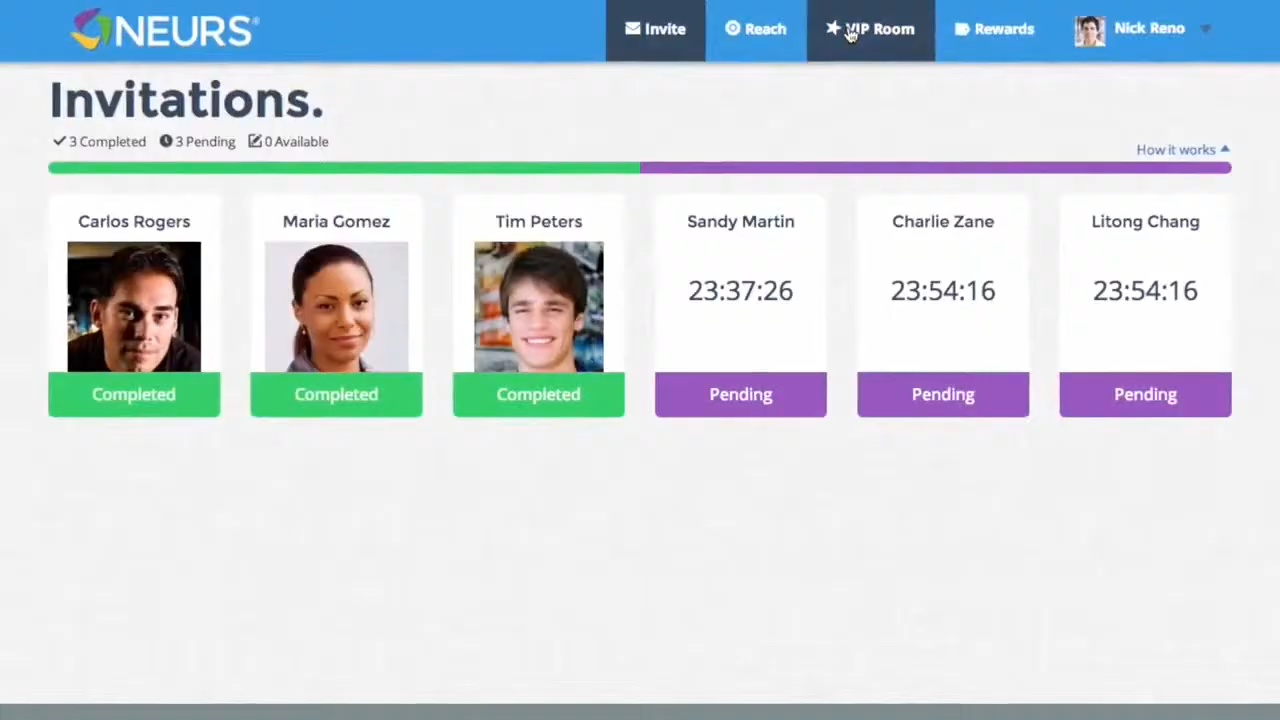 NEURS®
Invite
Reach
VIP Room
Rewards
Nick Reno
Invitations.
3 Completed
3 Pending
0 Available
How it works
Carlos Rogers
Maria Gomez
Tim Peters
Sandy Martin
Charlie Zane
Litong Chang
23:37:26
23:54:16
23:54:16
Completed
Completed
Completed
Pending
Pending
Pending